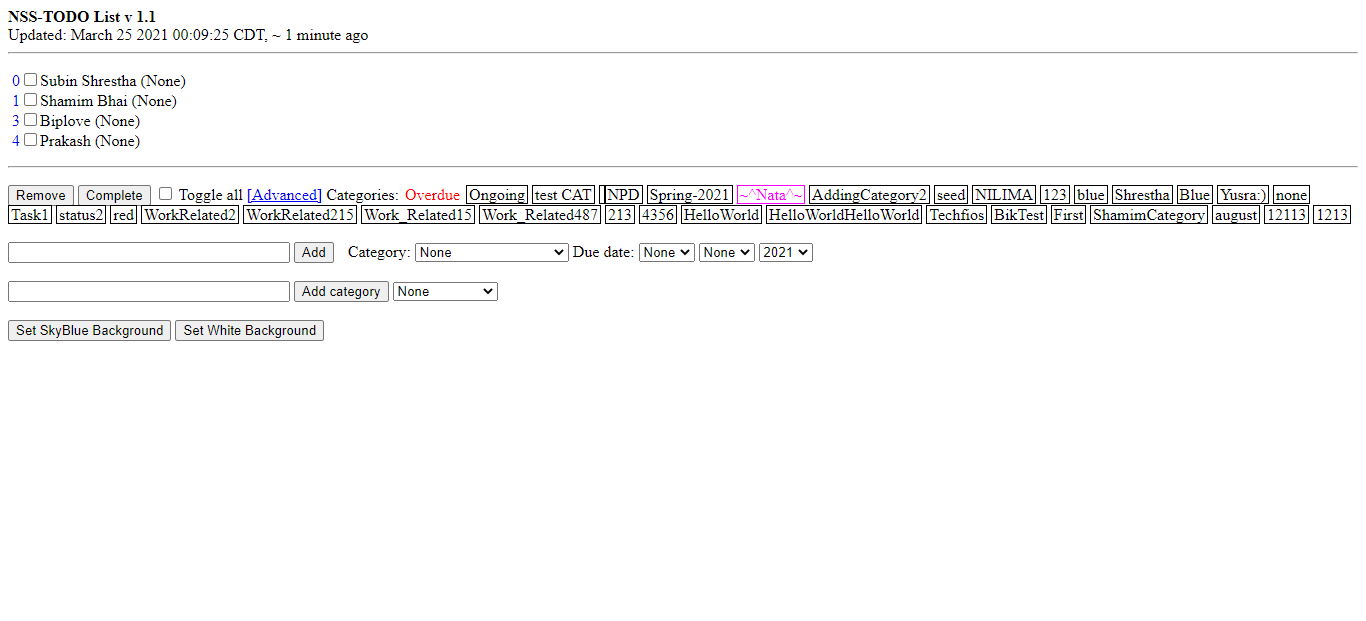 NSS-TODO List v 1.1
Updated: March 25 2021 00:09:25 CDT, ~ 1 minute ago
0 Subin Shrestha (None)
1 Shamim Bhai (None)
3 Biplove (None)
4 Prakash (None)
Remove Complete Toggle all [Advanced] Categories: Overdue Ongoing test CAT NPD Spring-2021 ~^Nata^~ AddingCategory2 seed NILIMA 123 blue Shrestha Blue Yusra:) none
Task1 status2 red WorkRelated2 WorkRelated215 Work_Related15 Work_Related487 213 4356 HelloWorld HelloWorldHelloWorld Techfios BikTest First ShamimCategory august 12113 1213
Add Category: None Due date: None None 2021
Add category None
Set SkyBlue Background Set White Background